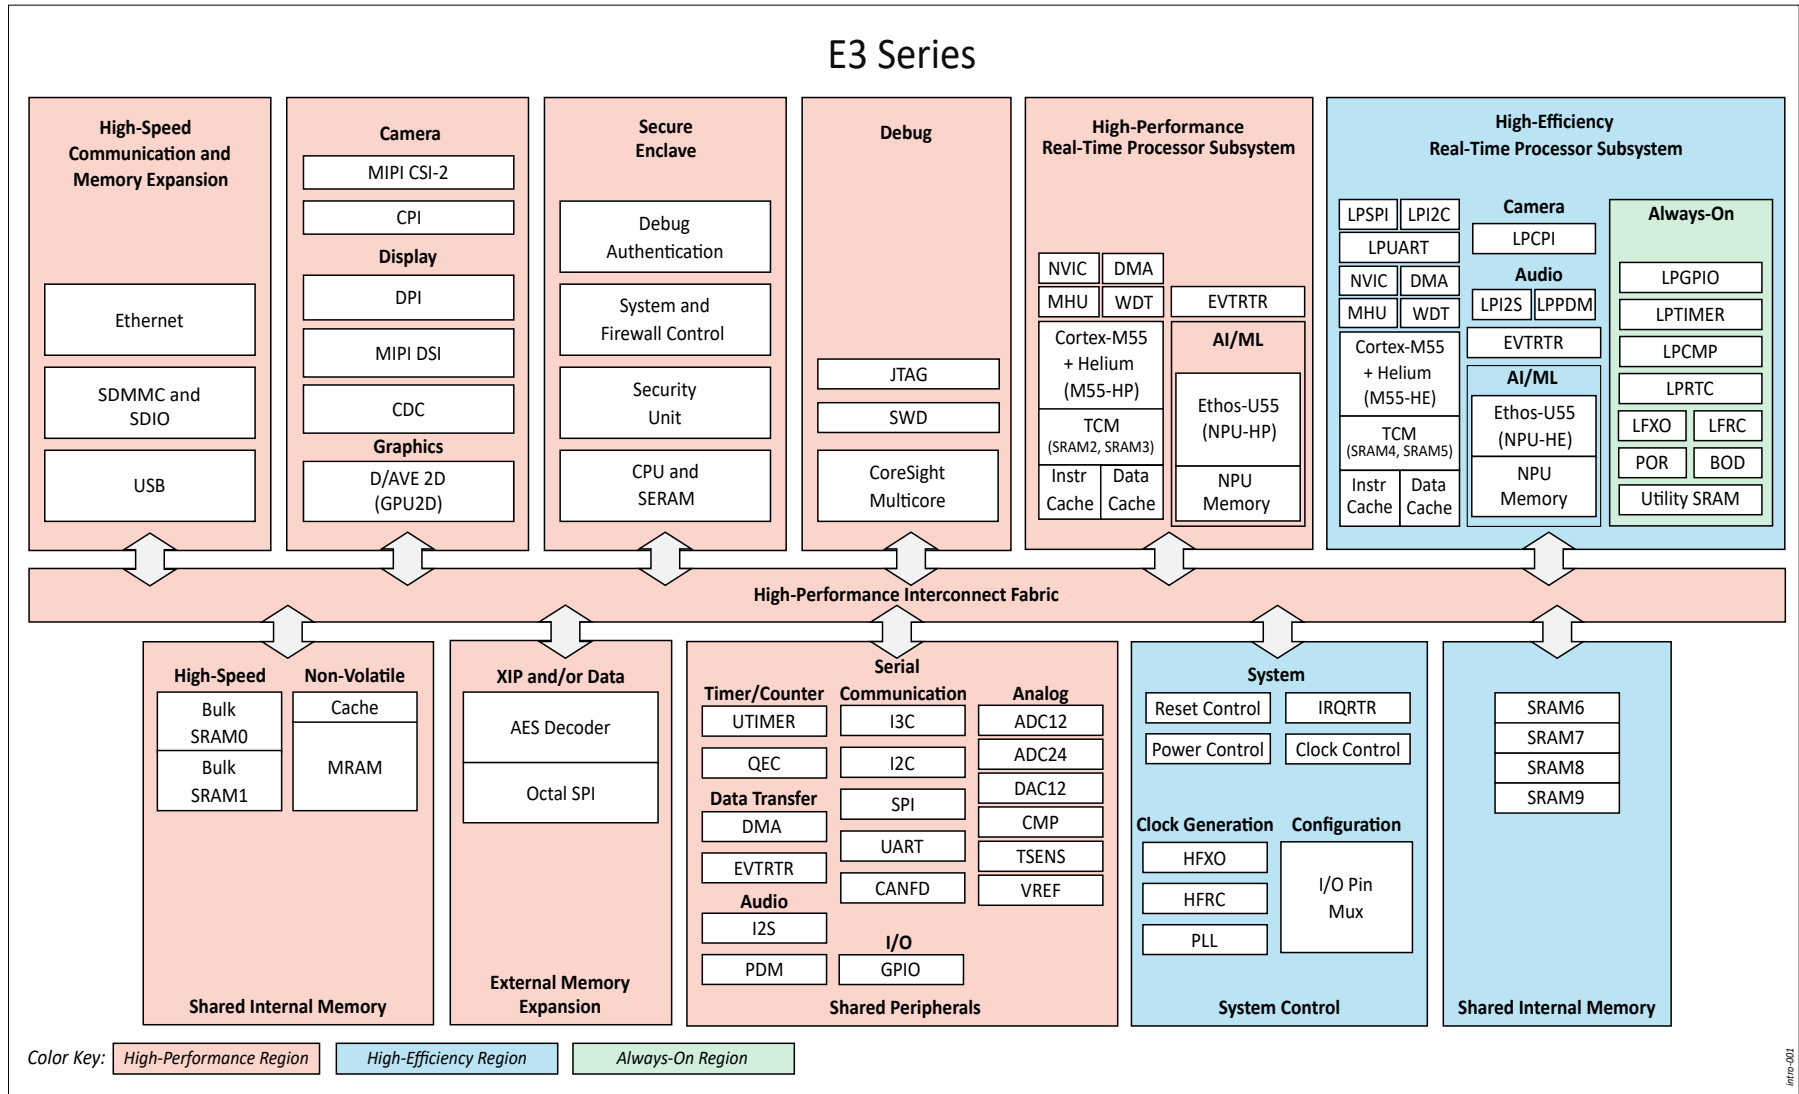 E3 Series
High-Speed
Communication and
Memory Expansion
Ethernet
SDMMC and
SDIO
USB
Camera
MIPI CSI-2
CPI
Display
DPI
MIPI DSI
CDC
Graphics
D/AVE 2D
(GPU2D)
Secure
Enclave
Debug
Authentication
System and
Firewall Control
Security
Unit
CPU and
SERAM
Debug
JTAG
SWD
CoreSight
Multicore
High-Performance
Real-Time Processor Subsystem
NVIC
DMA
MHU
WDT
EVTRTR
Cortex-M55
+ Helium
(M55-HP)
TCM
(SRAM2, SRAM3)
Instr
Cache
Data
Cache
AI/ML
Ethos-U55
(NPU-HP)
NPU
Memory
High-Efficiency
Real-Time Processor Subsystem
LPSPI
LPI2C
LPUART
NVIC
DMA
MHU
WDT
Cortex-M55
+ Helium
(M55-HE)
TCM
(SRAM4, SRAM5)
Instr
Cache
Data
Cache
Camera
LPCPI
Audio
LPI2S
LPPDM
EVTRTR
AI/ML
Ethos-U55
(NPU-HE)
NPU
Memory
Always-On
LPGPIO
LPTIMER
LPCMP
LPRTC
LFXO
LFRC
POR
BOD
Utility SRAM
High-Performance Interconnect Fabric
High-Speed
Bulk
SRAM0
Bulk
SRAM1
Non-Volatile
Cache
MRAM
Shared Internal Memory
XIP and/or Data
AES Decoder
Octal SPI
External Memory
Expansion
Timer/Counter
UTIMER
QEC
Data Transfer
DMA
EVTRTR
Audio
I2S
PDM
Serial
Communication
I3C
I2C
SPI
UART
CANFD
I/O
GPIO
Analog
ADC12
ADC24
DAC12
CMP
TSENS
VREF
Shared Peripherals
System
Reset Control
IRQRTR
Power Control
Clock Control
Clock Generation
HFXO
HFRC
PLL
Configuration
I/O Pin
Mux
System Control
SRAM6
SRAM7
SRAM8
SRAM9
Shared Internal Memory
Color Key:
High-Performance Region
High-Efficiency Region
Always-On Region
intro-001